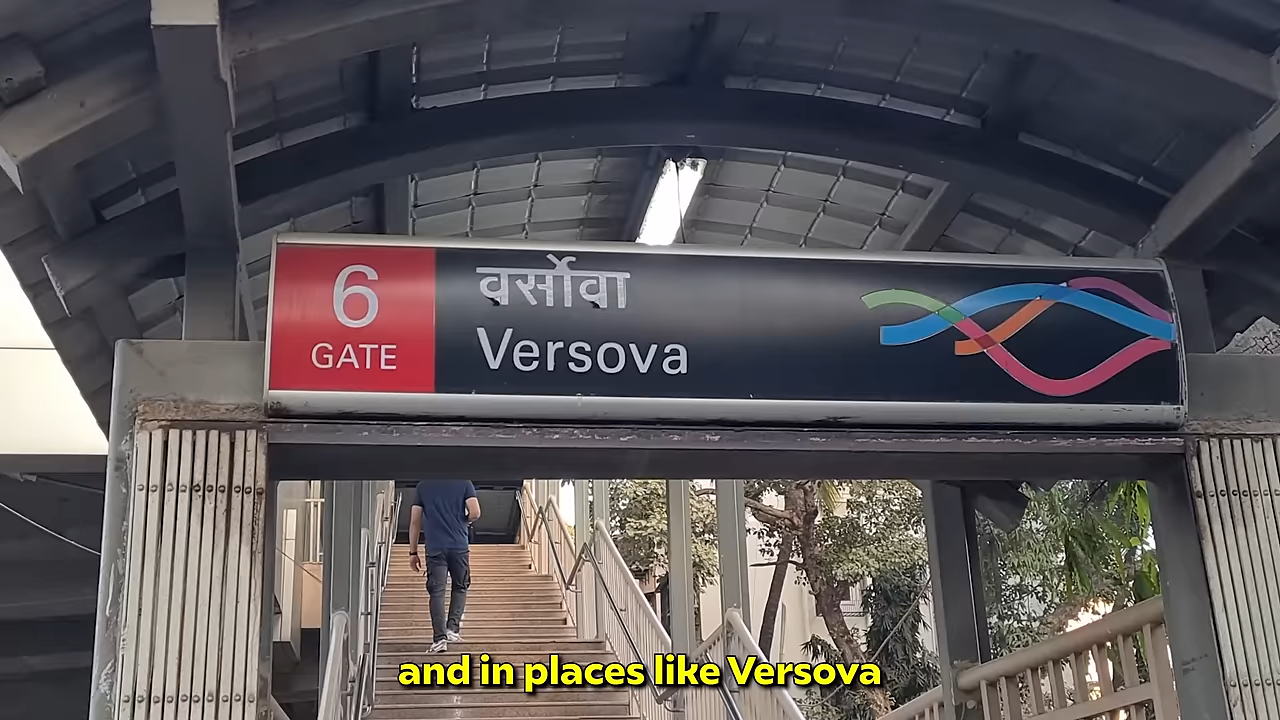 6
GATE
वर्सोवा
Versova
and in places like Versova